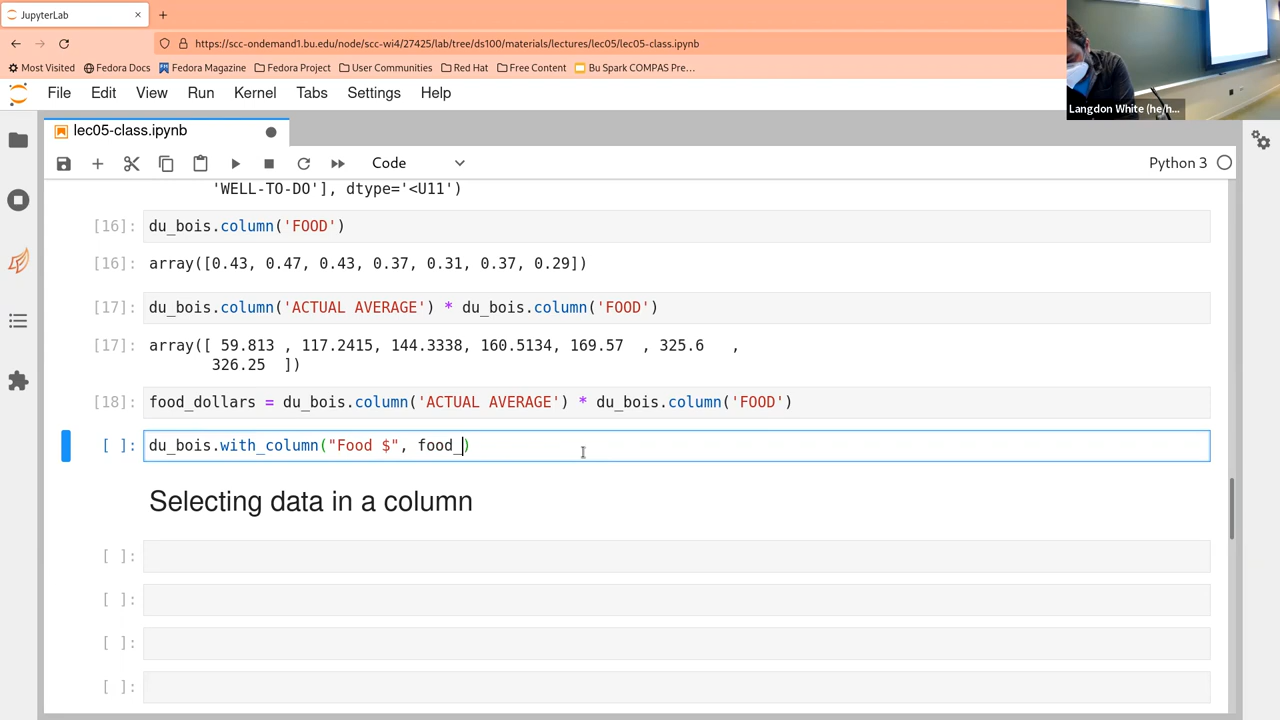 JupyterLab
https://scc-ondemand1.bu.edu/node/scc-wi4/27425/lab/tree/ds100/materials/lectures/lec05/lec05-class.ipynb
Most Visited Fedora Docs Fedora Magazine Fedora Project User Communities Red Hat Free Content Bu Spark COMPAS Pre…
Langdon White (he/h...
File Edit View Run Kernel Tabs Settings Help
lec05-class.ipynb
Code Python 3
'WELL-TO-DO'], dtype='<U11')
[16]: du_bois.column('FOOD')
[16]: array([0.43, 0.47, 0.43, 0.37, 0.31, 0.37, 0.29])
[17]: du_bois.column('ACTUAL AVERAGE') * du_bois.column('FOOD')
[17]: array([ 59.813 , 117.2415, 144.3338, 160.5134, 169.57 , 325.6 ,
326.25 ])
[18]: food_dollars = du_bois.column('ACTUAL AVERAGE') * du_bois.column('FOOD')
[ ]: du_bois.with_column("Food $", food_)
Selecting data in a column
[ ]:
[ ]:
[ ]:
[ ]: